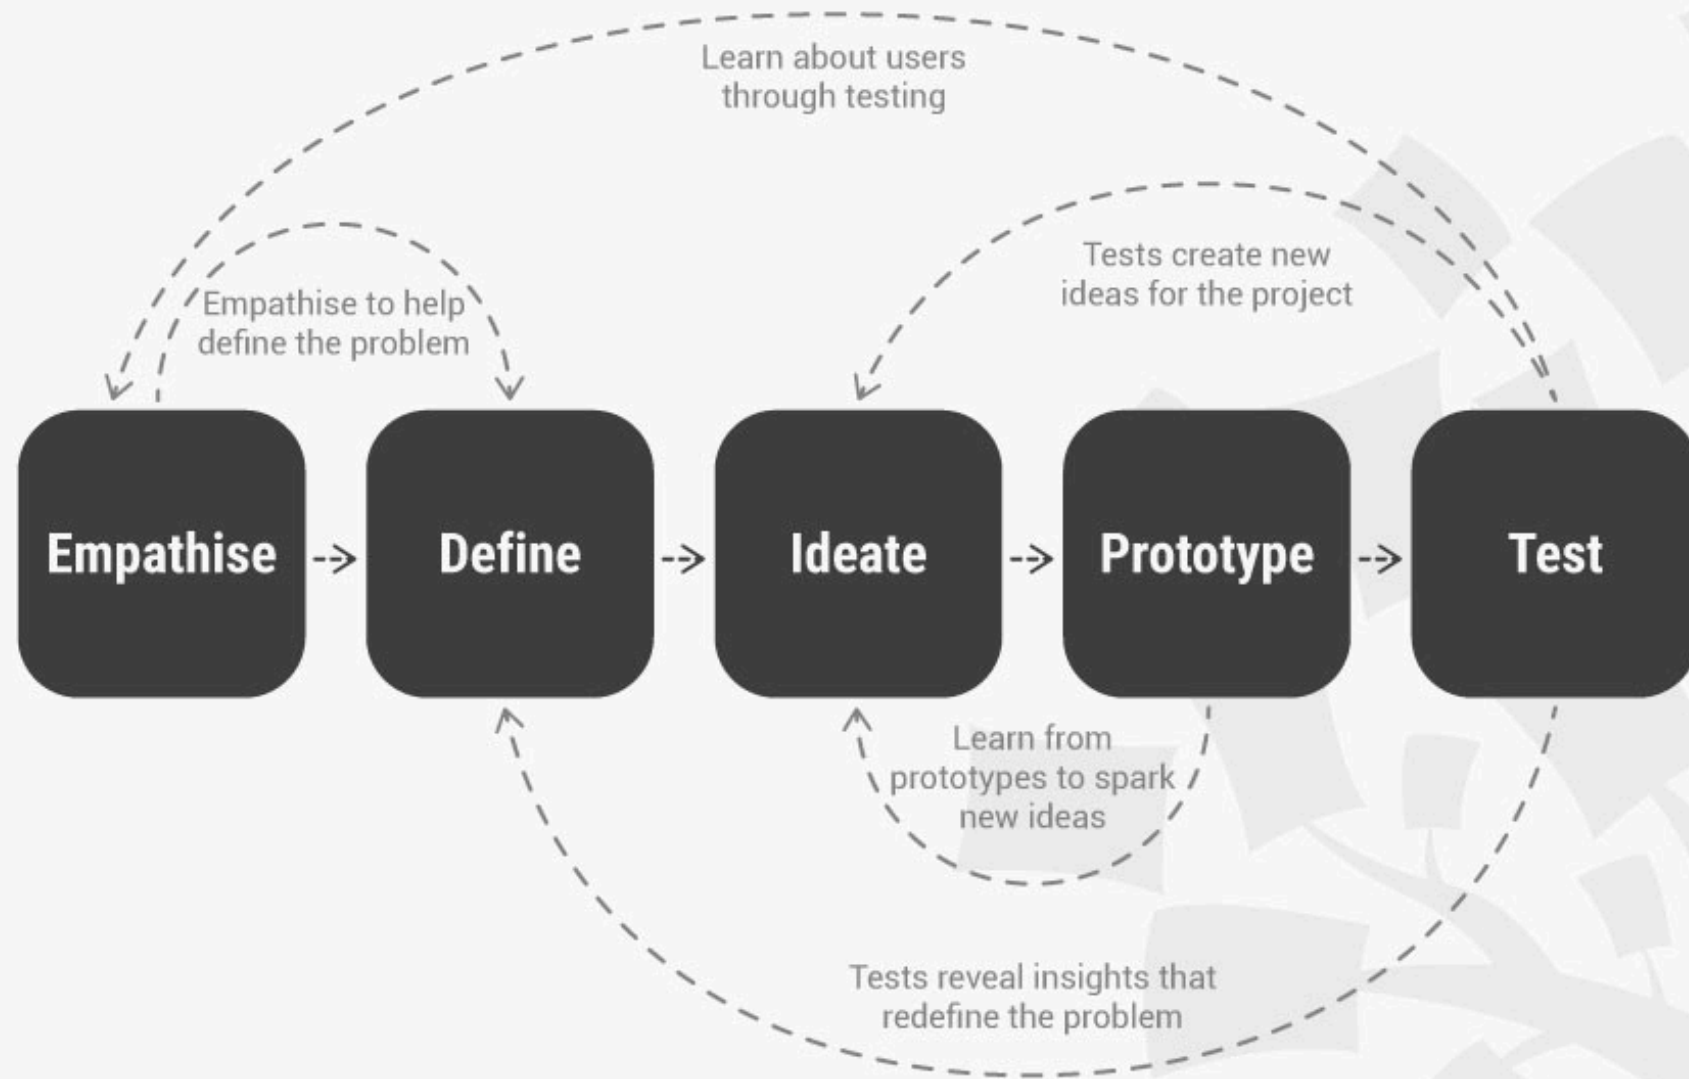 Learn about users
through testing
Tests create new
ideas for the project
Empathise to help
define the problem
Empathise
Define
Ideate
Prototype
Test
Learn from
prototypes to spark
new ideas
Tests reveal insights that
redefine the problem